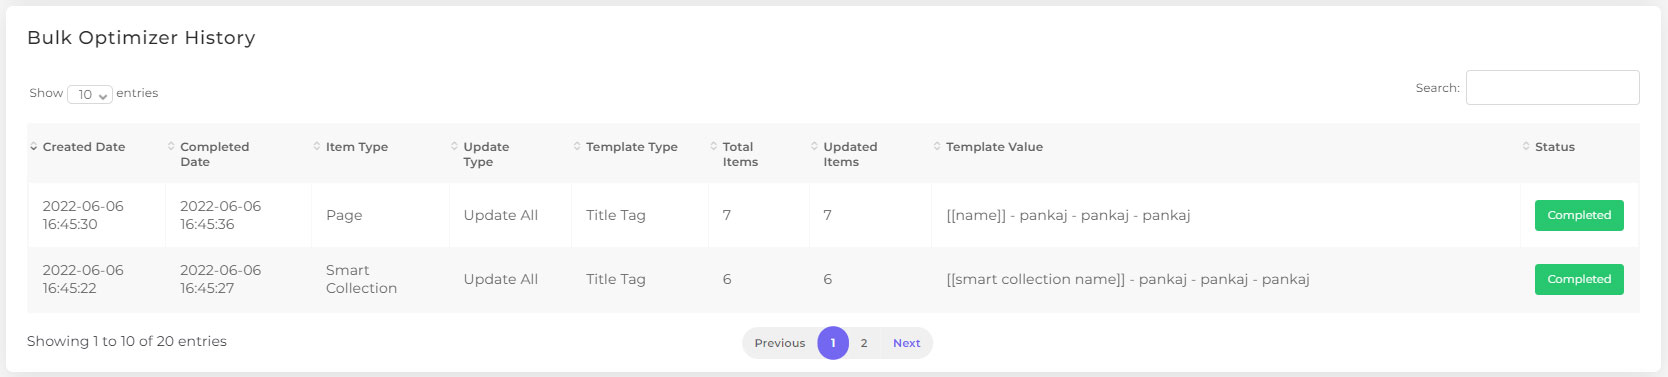 Bulk Optimizer History
Show 10 entries
Search:
Created Date Completed Date Item Type Update Type Template Type Total Items Updated Items Template Value Status
2022-06-06 16:45:30 2022-06-06 16:45:36 Page Update All Title Tag 7 7 [[name]] - pankaj - pankaj - pankaj Completed
2022-06-06 16:45:22 2022-06-06 16:45:27 Smart Collection Update All Title Tag 6 6 [[smart collection name]] - pankaj - pankaj - pankaj Completed
Showing 1 to 10 of 20 entries
Previous 1 2 Next